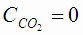 C_{CO_2} = 0